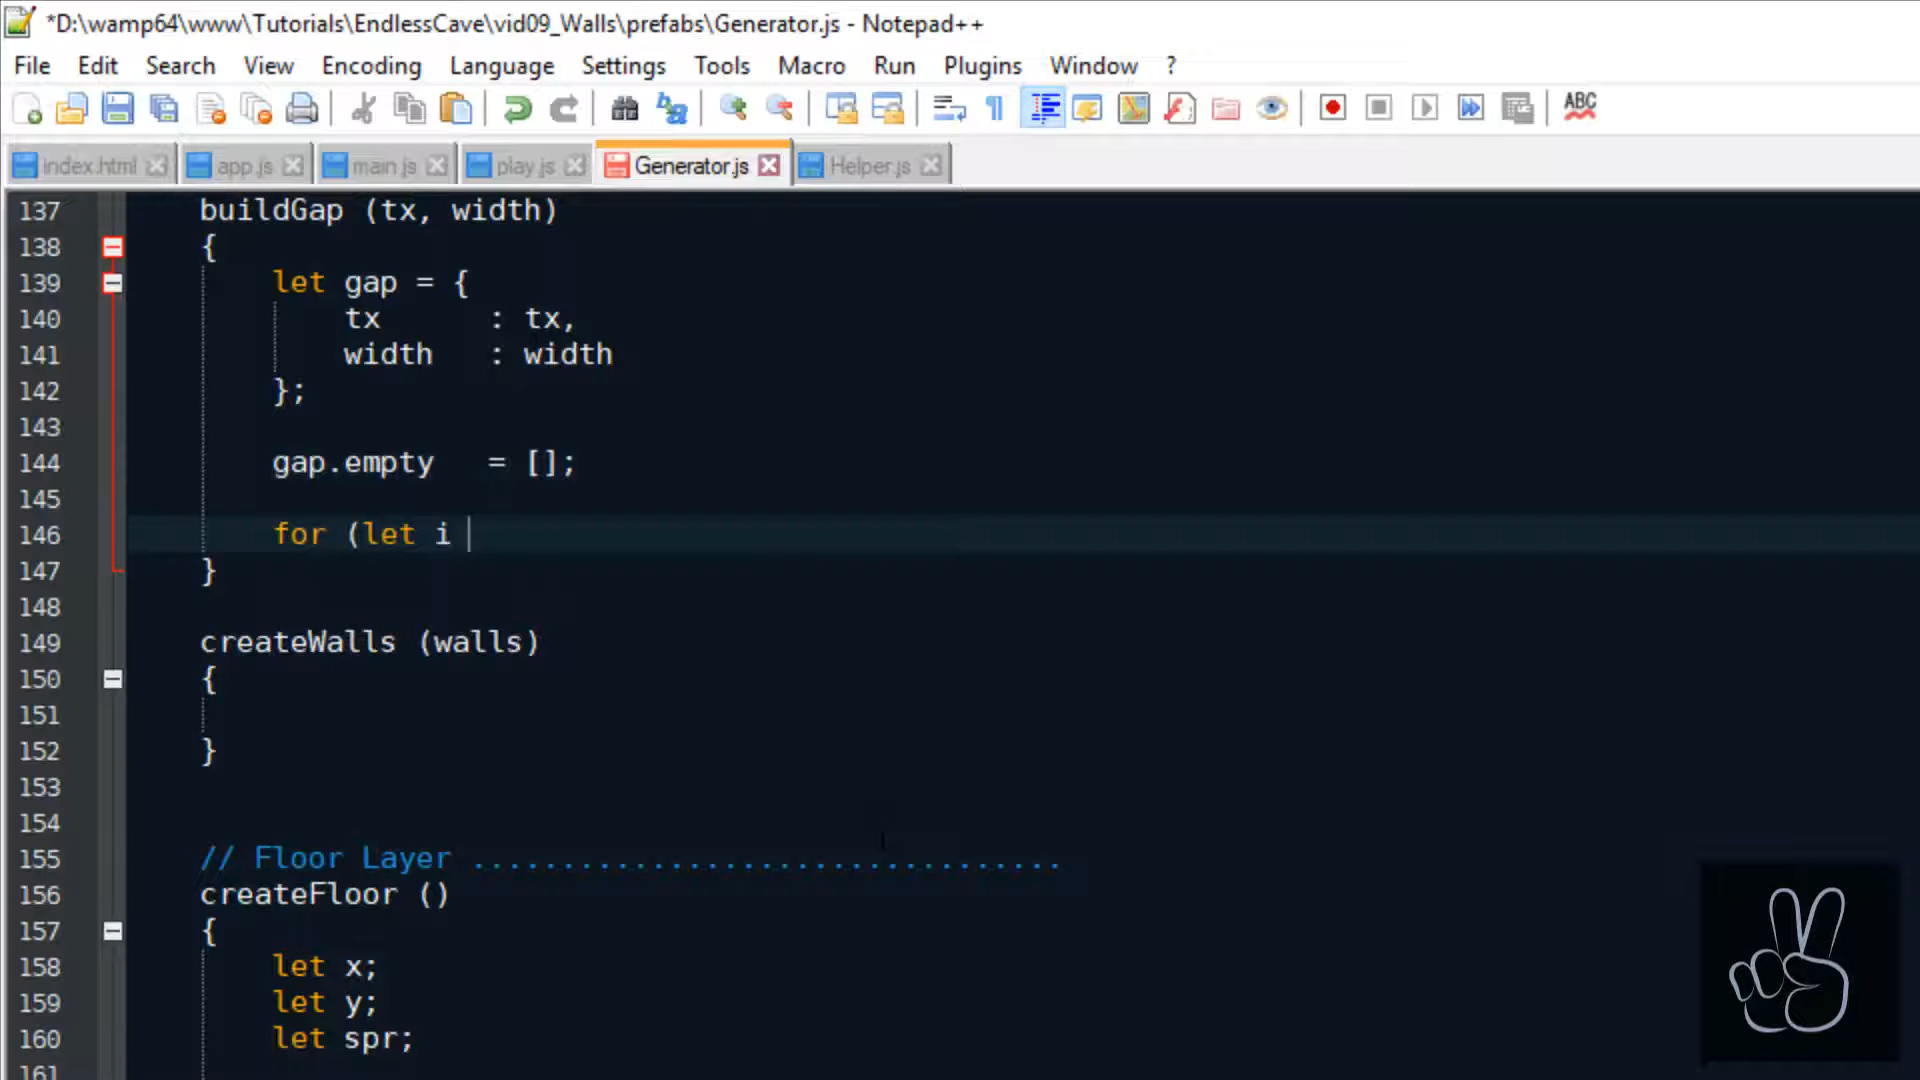 *D:\wamp64\www\Tutorials\EndlessCave\vid09_Walls\prefabs\Generator.js - Notepad++
File Edit Search View Encoding Language Settings Tools Macro Run Plugins Window ?
ABC
index.html app.js main.js play.js Generator.js Helper.js
137 buildGap (tx, width)
138 {
139 let gap = {
140 tx : tx,
141 width : width
142 };
143
144 gap.empty = [];
145
146 for (let i
147 }
148
149 createWalls (walls)
150 {
151
152 }
153
154
155 // Floor Layer .................................
156 createFloor ()
157 {
158 let x;
159 let y;
160 let spr;
161